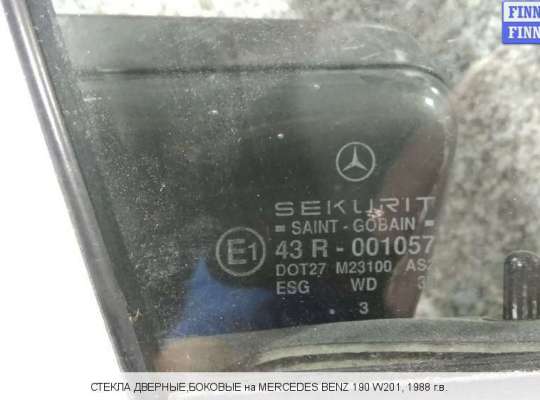 FINN
FINN
SEKURIT
= SAINT - GOBAIN =
E1 43 R - 001057
DOT27 M23100
ESG WD 3
. 3
СТЕКЛА ДВЕРНЫЕ,БОКОВЫЕ на MERCEDES BENZ 190 W201, 1988 г.в.